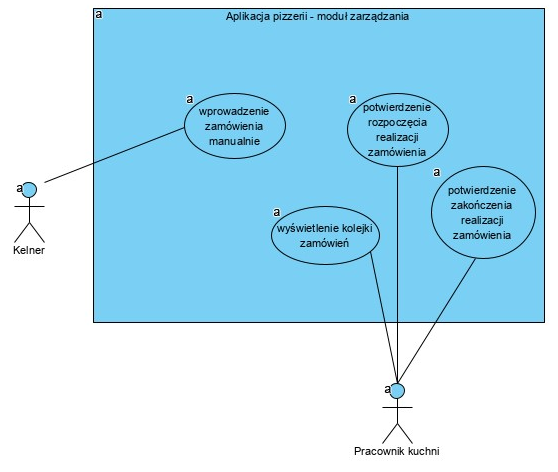 a
Aplikacja pizzerii - moduł zarządzania
a
wprowadzenie
zamówienia
manualnie
a
potwierdzenie
rozpoczęcia
realizacji
zamówienia
a
potwierdzenie
zakończenia
realizacji
zamówienia
a
wyświetlenie kolejki
zamówień
a
Kelner
a
Pracownik kuchni